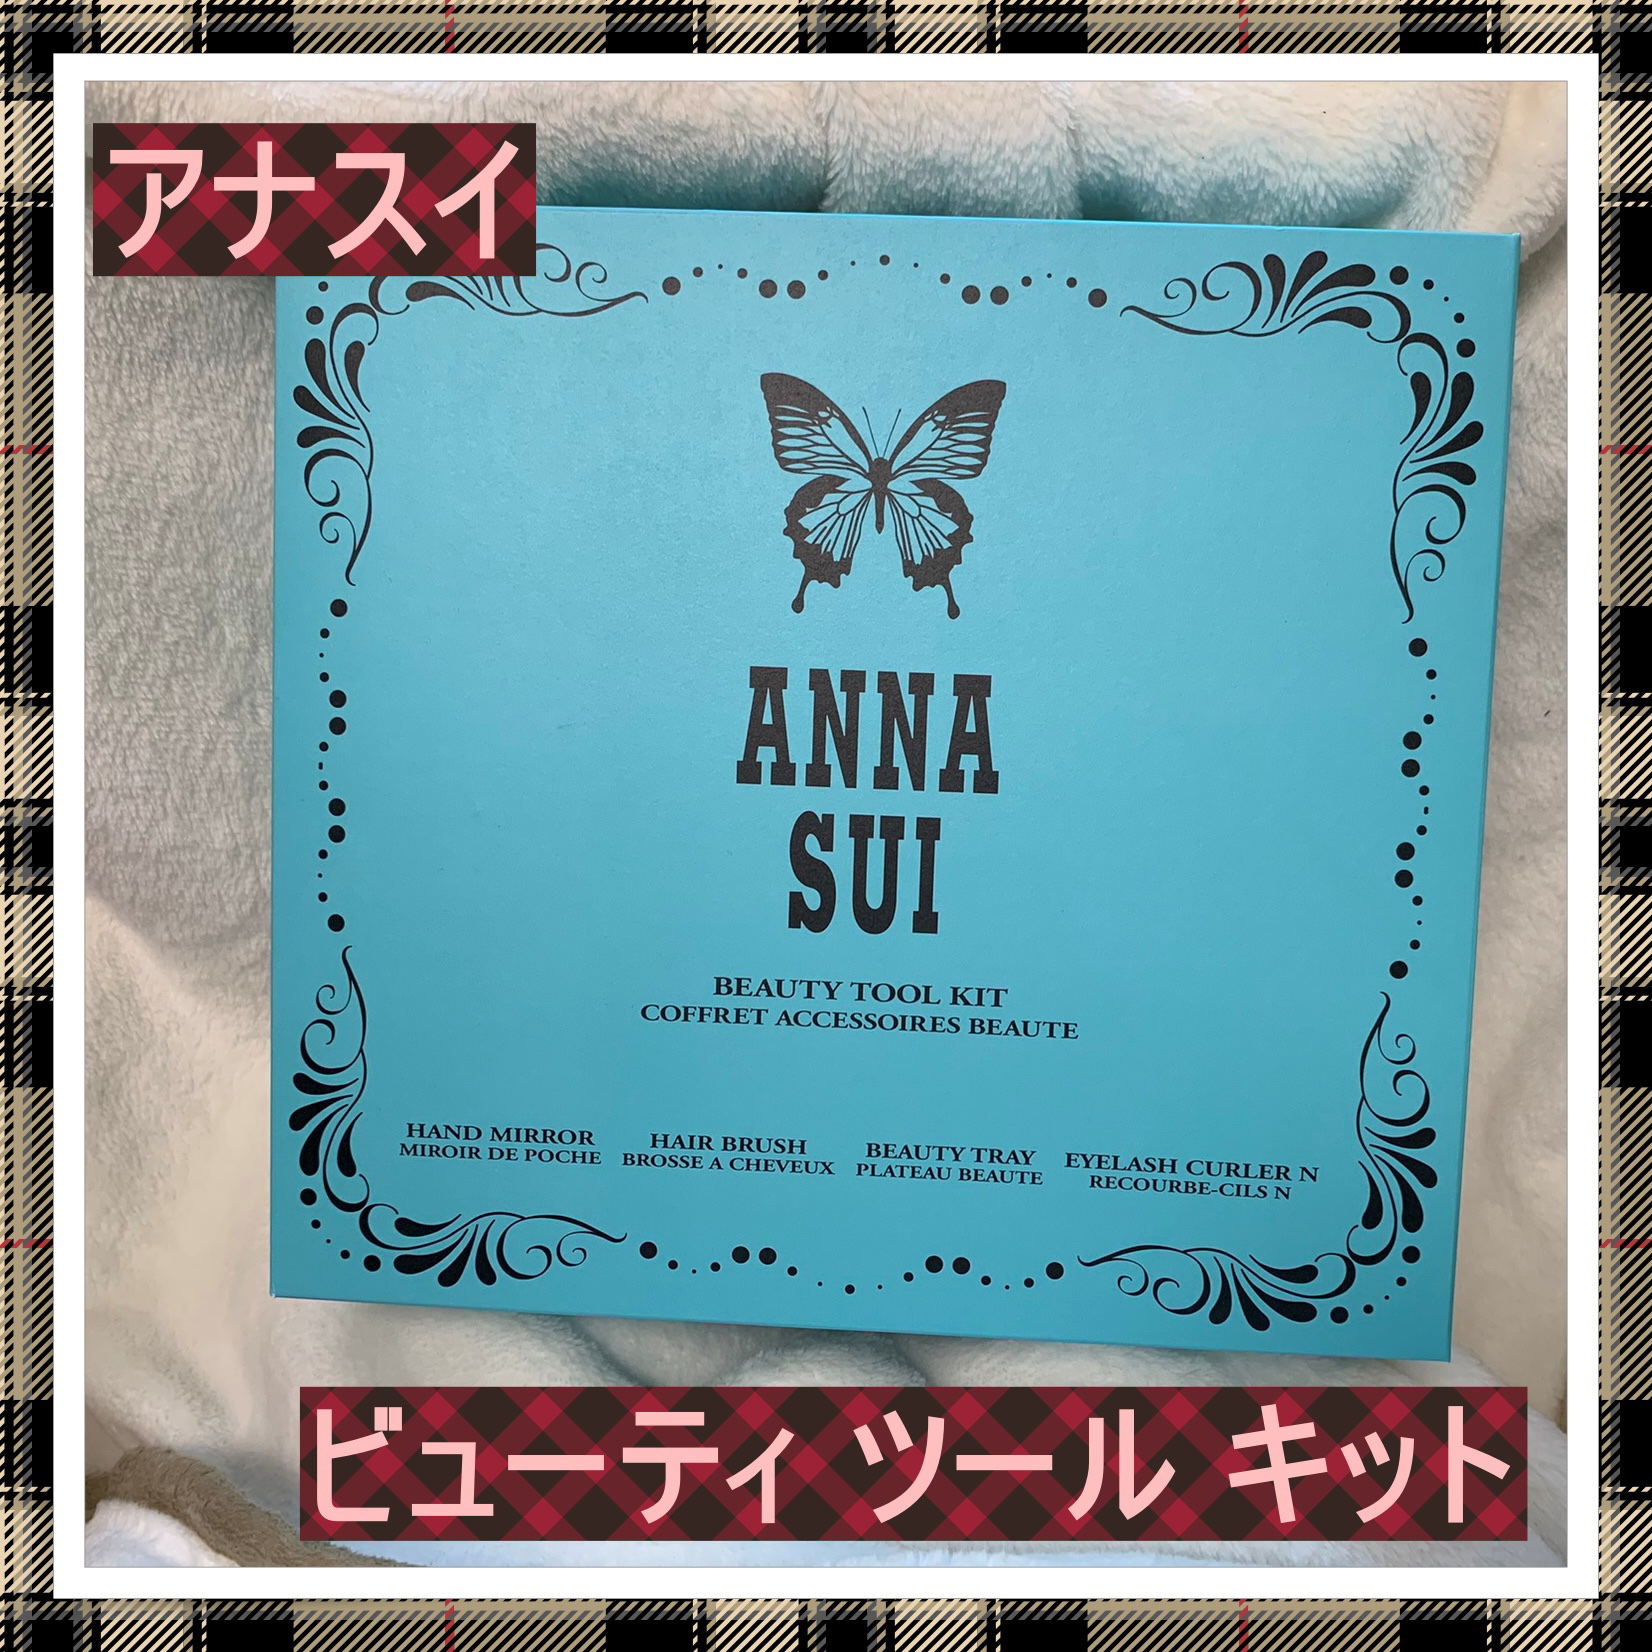 アナスイ
ANNA
SUI
BEAUTY TOOL KIT
COFFRET ACCESSOIRES BEAUTE
HAND MIRROR HAIR BRUSH BEAUTY TRAY EYELASH CURLER N
MIROIR DE POCHE BROSSE A CHEVEUX PLATEAU BEAUTE RECOURBE-CILS N
ビューティ ツール キット